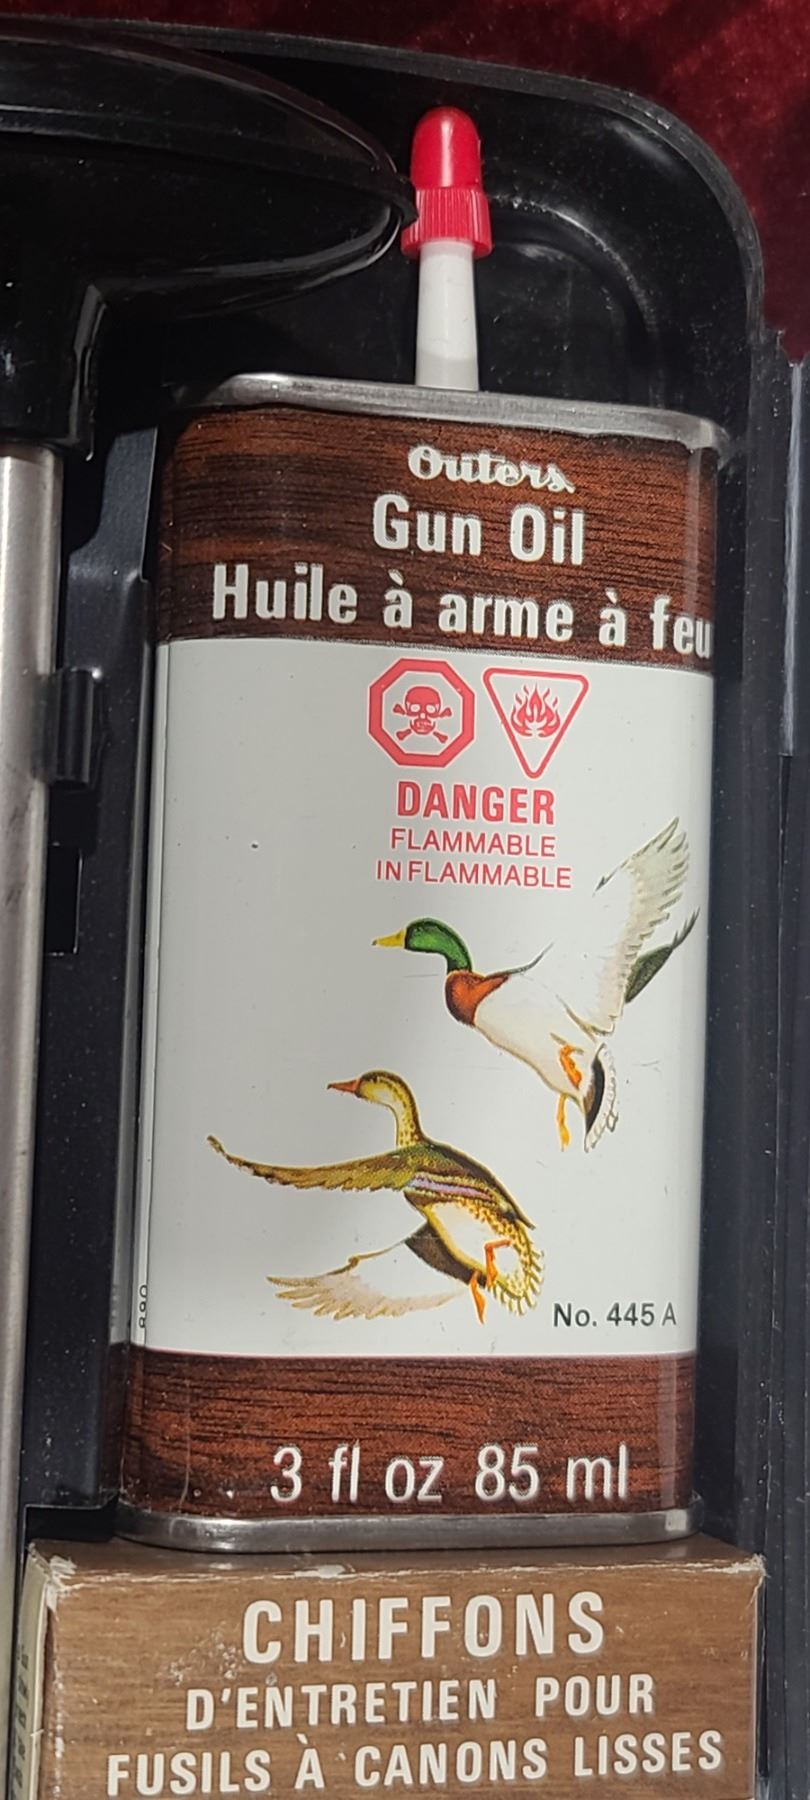 Outers
Gun Oil
Huile à arme à feu
DANGER
FLAMMABLE
INFLAMMABLE
No. 445 A
3 fl oz 85 ml
CHIFFONS
D'ENTRETIEN POUR
FUSILS À CANONS LISSES